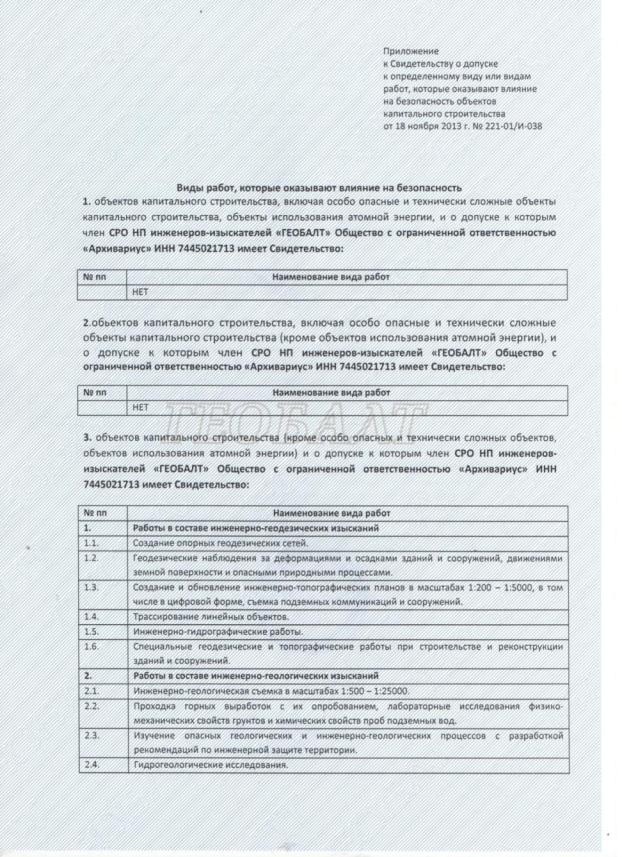 Приложение
к Свидетельству о допуске
к определенному виду или видам
работ, которые оказывают влияние
на безопасность объектов
капитального строительства
от 18 ноября 2013 г. № 221-01/И-038
Виды работ, которые оказывают влияние на безопасность
1. объектов капитального строительства, включая особо опасные и технически сложные объекты
капитального строительства, объекты использования атомной энергии, и о допуске к которым
член СРО НП инженеров-изыскателей «ГЕОБАЛТ» Общество с ограниченной ответственностью
«Архивариус» ИНН 7445021713 имеет Свидетельство:
№ пп Наименование вида работ
НЕТ
2.объектов капитального строительства, включая особо опасные и технически сложные
объекты капитального строительства (кроме объектов использования атомной энергии), и
о допуске к которым член СРО НП инженеров-изыскателей «ГЕОБАЛТ» Общество с
ограниченной ответственностью «Архивариус» ИНН 7445021713 имеет Свидетельство:
№ пп Наименование вида работ
НЕТ
ГЕОБАЛТ
3. объектов капитального строительства (кроме особо опасных и технически сложных объектов,
объектов использования атомной энергии) и о допуске к которым член СРО НП инженеров-
изыскателей «ГЕОБАЛТ» Общество с ограниченной ответственностью «Архивариус» ИНН
7445021713 имеет Свидетельство:
№ пп Наименование вида работ
1. Работы в составе инженерно-геодезических изысканий
1.1. Создание опорных геодезических сетей.
1.2. Геодезические наблюдения за деформациями и осадками зданий и сооружений, движениями
земной поверхности и опасными природными процессами.
1.3. Создание и обновление инженерно-топографических планов в масштабах 1:200 – 1:5000, в том
числе в цифровой форме, съемка подземных коммуникаций и сооружений.
1.4. Трассирование линейных объектов.
1.5. Инженерно-гидрографические работы.
1.6. Специальные геодезические и топографические работы при строительстве и реконструкции
зданий и сооружений.
2. Работы в составе инженерно-геологических изысканий
2.1. Инженерно-геологическая съемка в масштабах 1:500 – 1:25000.
2.2. Проходка горных выработок с их опробованием, лабораторные исследования физико-
механических свойств грунтов и химических свойств проб подземных вод.
2.3. Изучение опасных геологических и инженерно-геологических процессов с разработкой
рекомендаций по инженерной защите территории.
2.4. Гидрогеологические исследования.